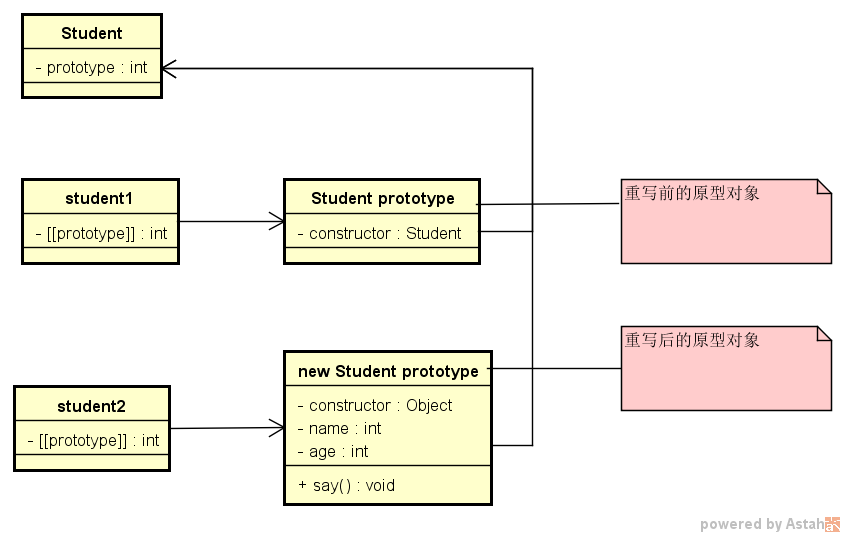 Student
- prototype : int
student1
- [[prototype]] : int
Student prototype
- constructor : Student
重写前的原型对象
student2
- [[prototype]] : int
new Student prototype
- constructor : Object
- name : int
- age : int
+ say() : void
重写后的原型对象
powered by Astah